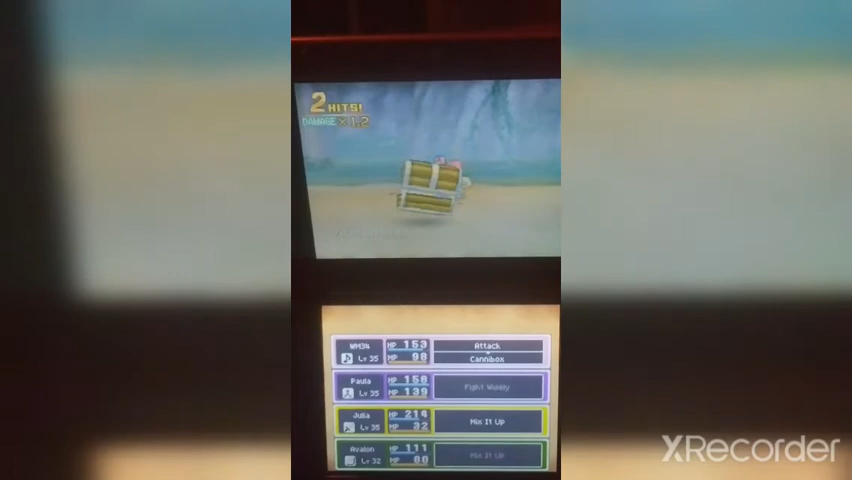 2 HITS!
DAMAGE x 1.2
WM34 HP 153 Attack
Lv 35 MP 98 Cannibox
Paula HP 158 Fight Wisely
Lv 35 MP 139
Julia HP 214 Mix It Up
Lv 35 MP 32
Avalon HP 111 Mix It Up
Lv 32 MP 80
XRecorder